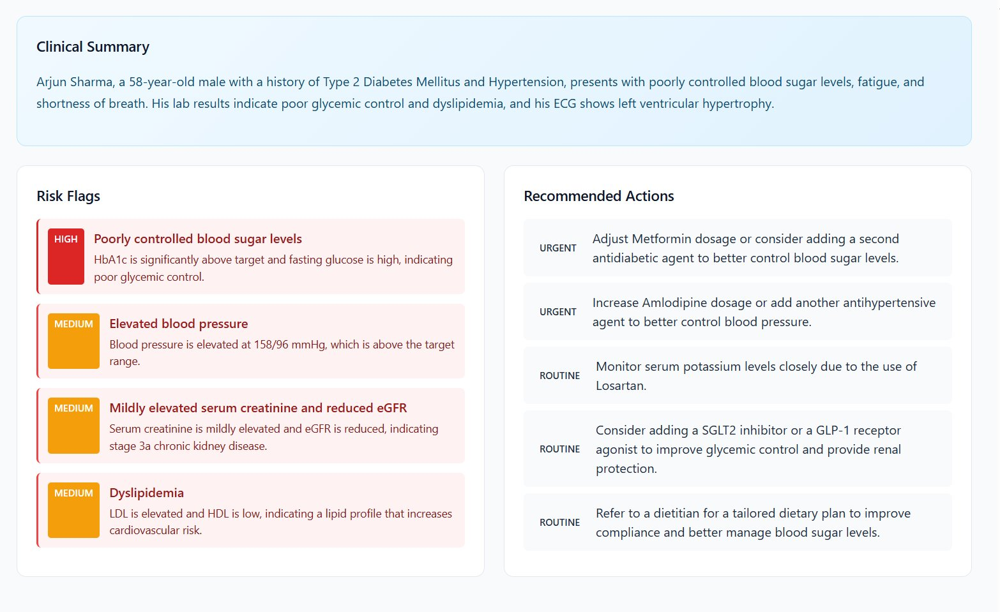 Clinical Summary
Arjun Sharma, a 58-year-old male with a history of Type 2 Diabetes Mellitus and Hypertension, presents with poorly controlled blood sugar levels, fatigue, and
shortness of breath. His lab results indicate poor glycemic control and dyslipidemia, and his ECG shows left ventricular hypertrophy.
Risk Flags
HIGH
Poorly controlled blood sugar levels
HbA1c is significantly above target and fasting glucose is high, indicating
poor glycemic control.
MEDIUM
Elevated blood pressure
Blood pressure is elevated at 158/96 mmHg, which is above the target
range.
MEDIUM
Mildly elevated serum creatinine and reduced eGFR
Serum creatinine is mildly elevated and eGFR is reduced, indicating
stage 3a chronic kidney disease.
MEDIUM
Dyslipidemia
LDL is elevated and HDL is low, indicating a lipid profile that increases
cardiovascular risk.
Recommended Actions
URGENT
Adjust Metformin dosage or consider adding a second
antidiabetic agent to better control blood sugar levels.
URGENT
Increase Amlodipine dosage or add another antihypertensive
agent to better control blood pressure.
ROUTINE
Monitor serum potassium levels closely due to the use of
Losartan.
ROUTINE
Consider adding a SGLT2 inhibitor or a GLP-1 receptor
agonist to improve glycemic control and provide renal
protection.
ROUTINE
Refer to a dietitian for a tailored dietary plan to improve
compliance and better manage blood sugar levels.